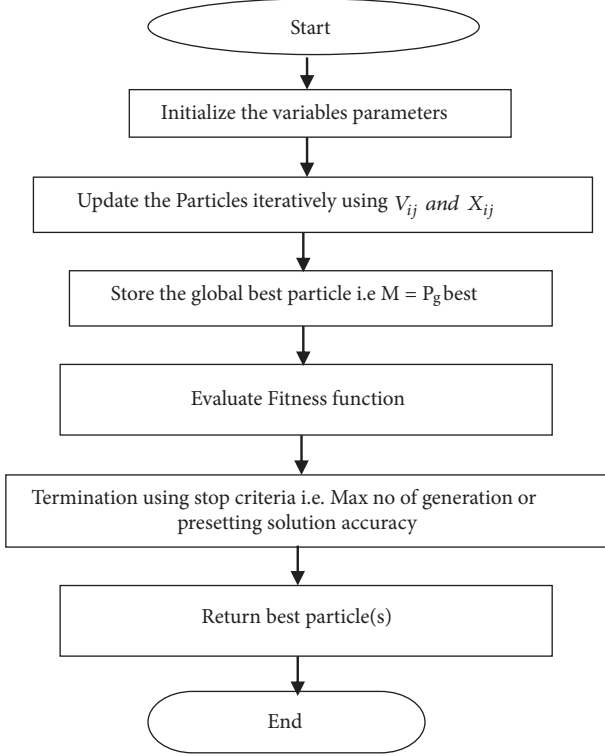 Start
Initialize the variables parameters
Update the Particles iteratively using V_ij and X_ij
Store the global best particle i.e M = P_g best
Evaluate Fitness function
Termination using stop criteria i.e. Max no of generation or
presetting solution accuracy
Return best particle(s)
End